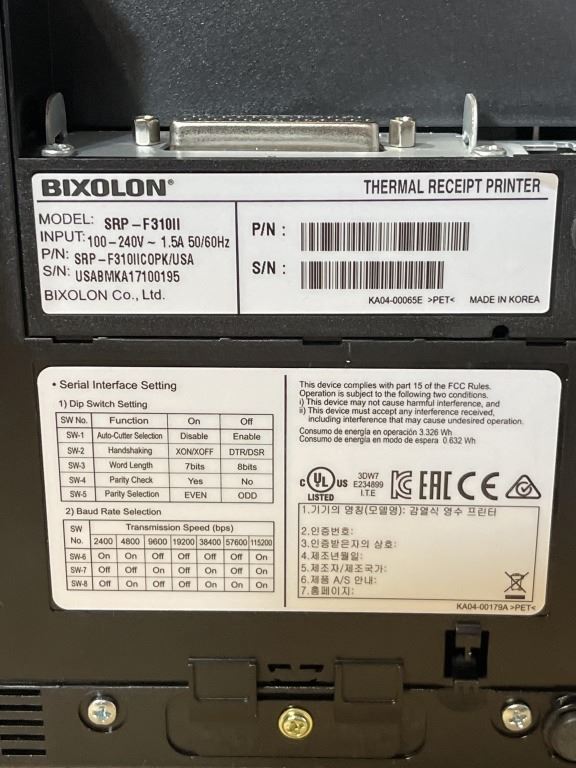 BIXOLON®
THERMAL RECEIPT PRINTER
MODEL: SRP-F310II
INPUT: 100-240V ~ 1.5A 50/60Hz
P/N: SRP-F310IICOPK/USA
S/N: USABMKA17100195
BIXOLON Co., Ltd.
P/N :
S/N :
KA04-00065E >PET< MADE IN KOREA
• Serial Interface Setting
1) Dip Switch Setting
SW No. Function On Off
SW-1 Auto-Cutter Selection Disable Enable
SW-2 Handshaking XON/XOFF DTR/DSR
SW-3 Word Length 7bits 8bits
SW-4 Parity Check Yes No
SW-5 Parity Selection EVEN ODD
2) Baud Rate Selection
SW No. Transmission Speed (bps)
2400 4800 9600 19200 38400 57600 115200
SW-6 On On Off Off Off Off On
SW-7 Off Off On Off Off On On
SW-8 On Off Off Off On On On
This device complies with part 15 of the FCC Rules.
Operation is subject to the following two conditions.
i) This device may not cause harmful interference, and
ii) This device must accept any interference received,
including interference that may cause undesired operation.
Consumo de energía en operación 3.326 Wh
Consumo de energía en modo de espera 0.632 Wh
c UL US LISTED
3DW7
E234899
I.T.E
EAC CE
1.기기의 명칭(모델명): 감열식 영수 프린터
2.인증번호:
3.인증받은자의 상호:
4.제조년월일:
5.제조자/제조국가:
6.제품 A/S 안내:
7.홈페이지:
KA04-00179A >PET<